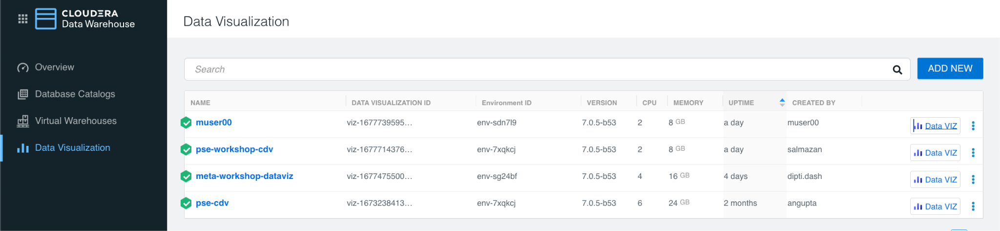 CLOUDERA
Data Warehouse
Overview
Database Catalogs
Virtual Warehouses
Data Visualization
Data Visualization
Search
ADD NEW
NAME DATA VISUALIZATION ID Environment ID VERSION CPU MEMORY UPTIME CREATED BY
muser00 viz-1677739595... env-sdn7l9 7.0.5-b53 2 8 GB a day muser00 Data VIZ
pse-workshop-cdv viz-1677714376... env-7xqkcj 7.0.5-b53 2 8 GB a day salmazan Data VIZ
meta-workshop-dataviz viz-1677475500... env-sg24bf 7.0.5-b53 4 16 GB 4 days dipti.dash Data VIZ
pse-cdv viz-1673238413... env-7xqkcj 7.0.5-b53 6 24 GB 2 months angupta Data VIZ